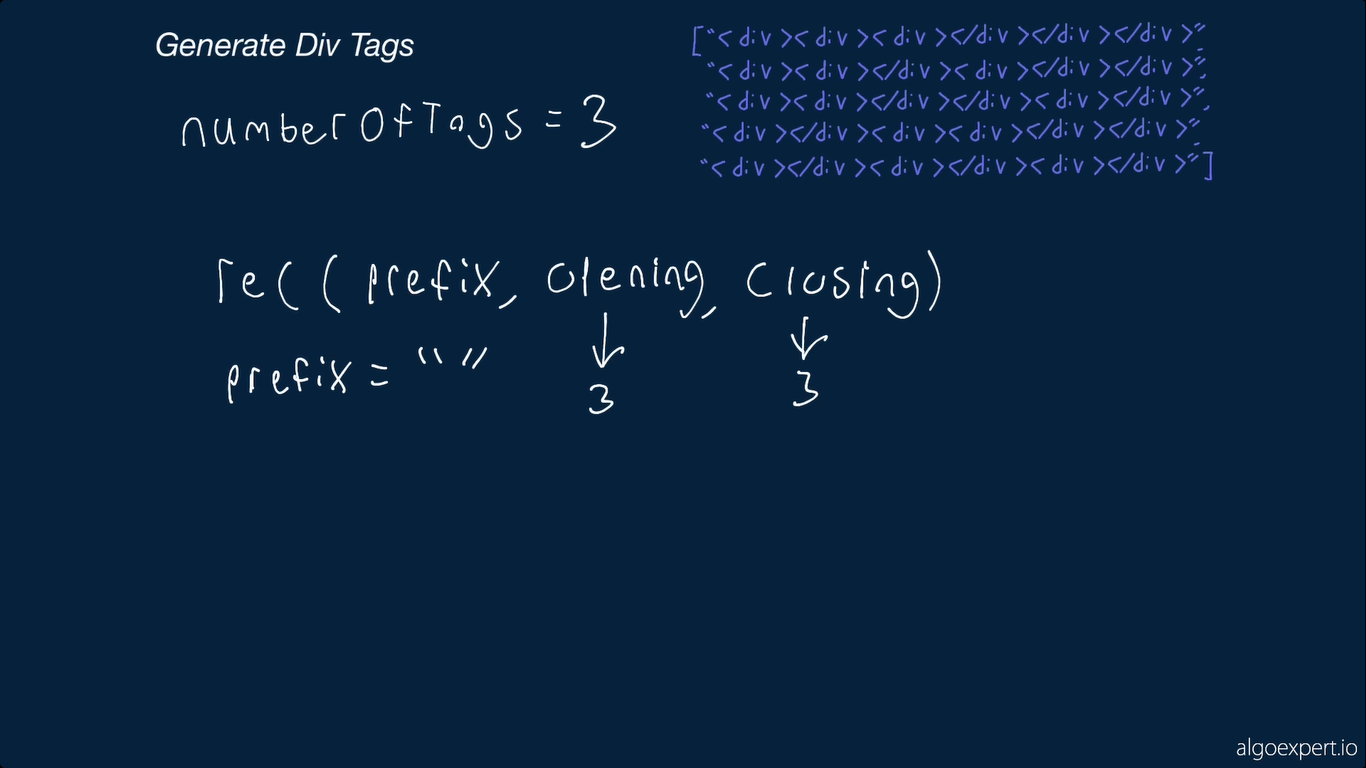 Generate Div Tags
numberOfTags = 3
["<div><div><div></div></div></div>",
"<div><div></div><div></div></div>",
"<div><div></div></div><div></div>",
"<div></div><div><div></div></div>",
"<div></div><div></div><div></div>"]
rec(prefix, opening, closing)
prefix = "" 3 3
algoexpert.io